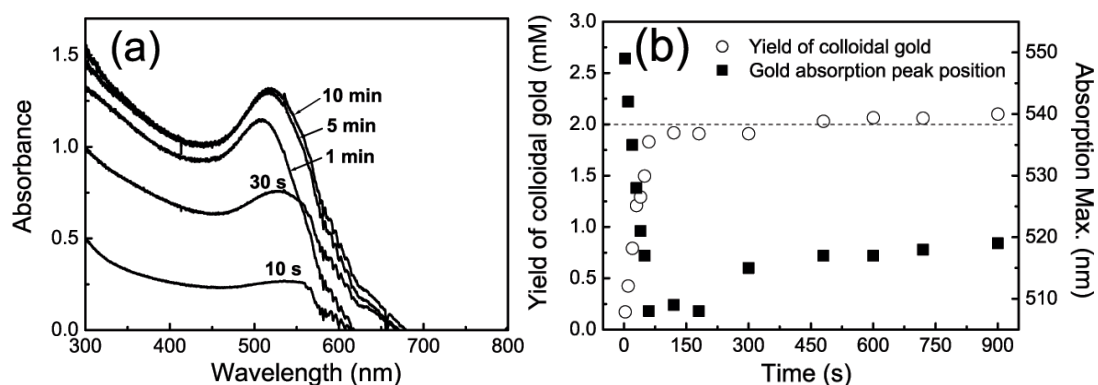 (a)
Absorbance
1.5
1.0
0.5
0.0
10 min
5 min
1 min
30 s
10 s
300 400 500 600 700 800
Wavelength (nm)
(b)
Yield of colloidal gold (mM)
3.0
2.5
2.0
1.5
1.0
0.5
0.0
Yield of colloidal gold
Gold absorption peak position
550
540
530
520
510
Absorption Max. (nm)
0 150 300 450 600 750 900
Time (s)